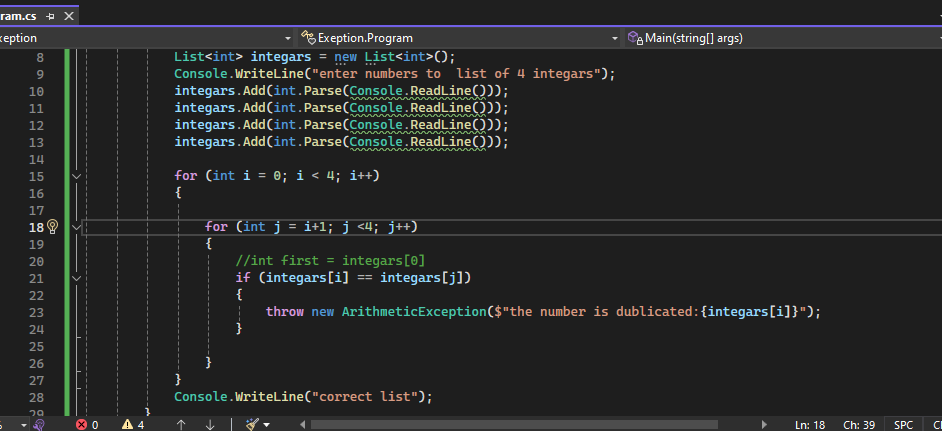 ram.cs
xeption
Exeption.Program
Main(string[] args)
8 List<int> integars = new List<int>();
9 Console.WriteLine("enter numbers to  list of 4 integars");
10 integars.Add(int.Parse(Console.ReadLine()));
11 integars.Add(int.Parse(Console.ReadLine()));
12 integars.Add(int.Parse(Console.ReadLine()));
13 integars.Add(int.Parse(Console.ReadLine()));
14
15 for (int i = 0; i < 4; i++)
16 {
17
18 for (int j = i+1; j <4; j++)
19 {
20 //int first = integars[0]
21 if (integars[i] == integars[j])
22 {
23 throw new ArithmeticException($"the number is dublicated:{integars[i]}");
24 }
25
26 }
27 }
28 Console.WriteLine("correct list");
29 }
% 0 4 Ln: 18 Ch: 39 SPC